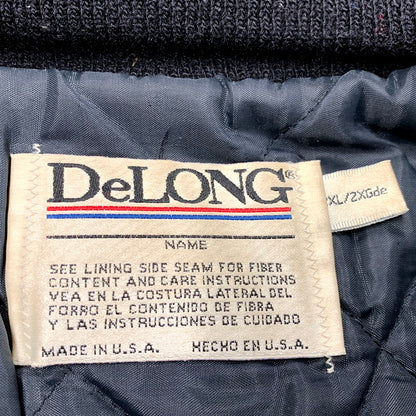 DeLONG®
NAME
SEE LINING SIDE SEAM FOR FIBER
CONTENT AND CARE INSTRUCTIONS
VEA EN LA COSTURA LATERAL DEL
FORRO EL CONTENIDO DE FIBRA
Y LAS INSTRUCCIONES DE CUIDADO
MADE IN U.S.A. HECHO EN U.S.A.
XL/2XGde